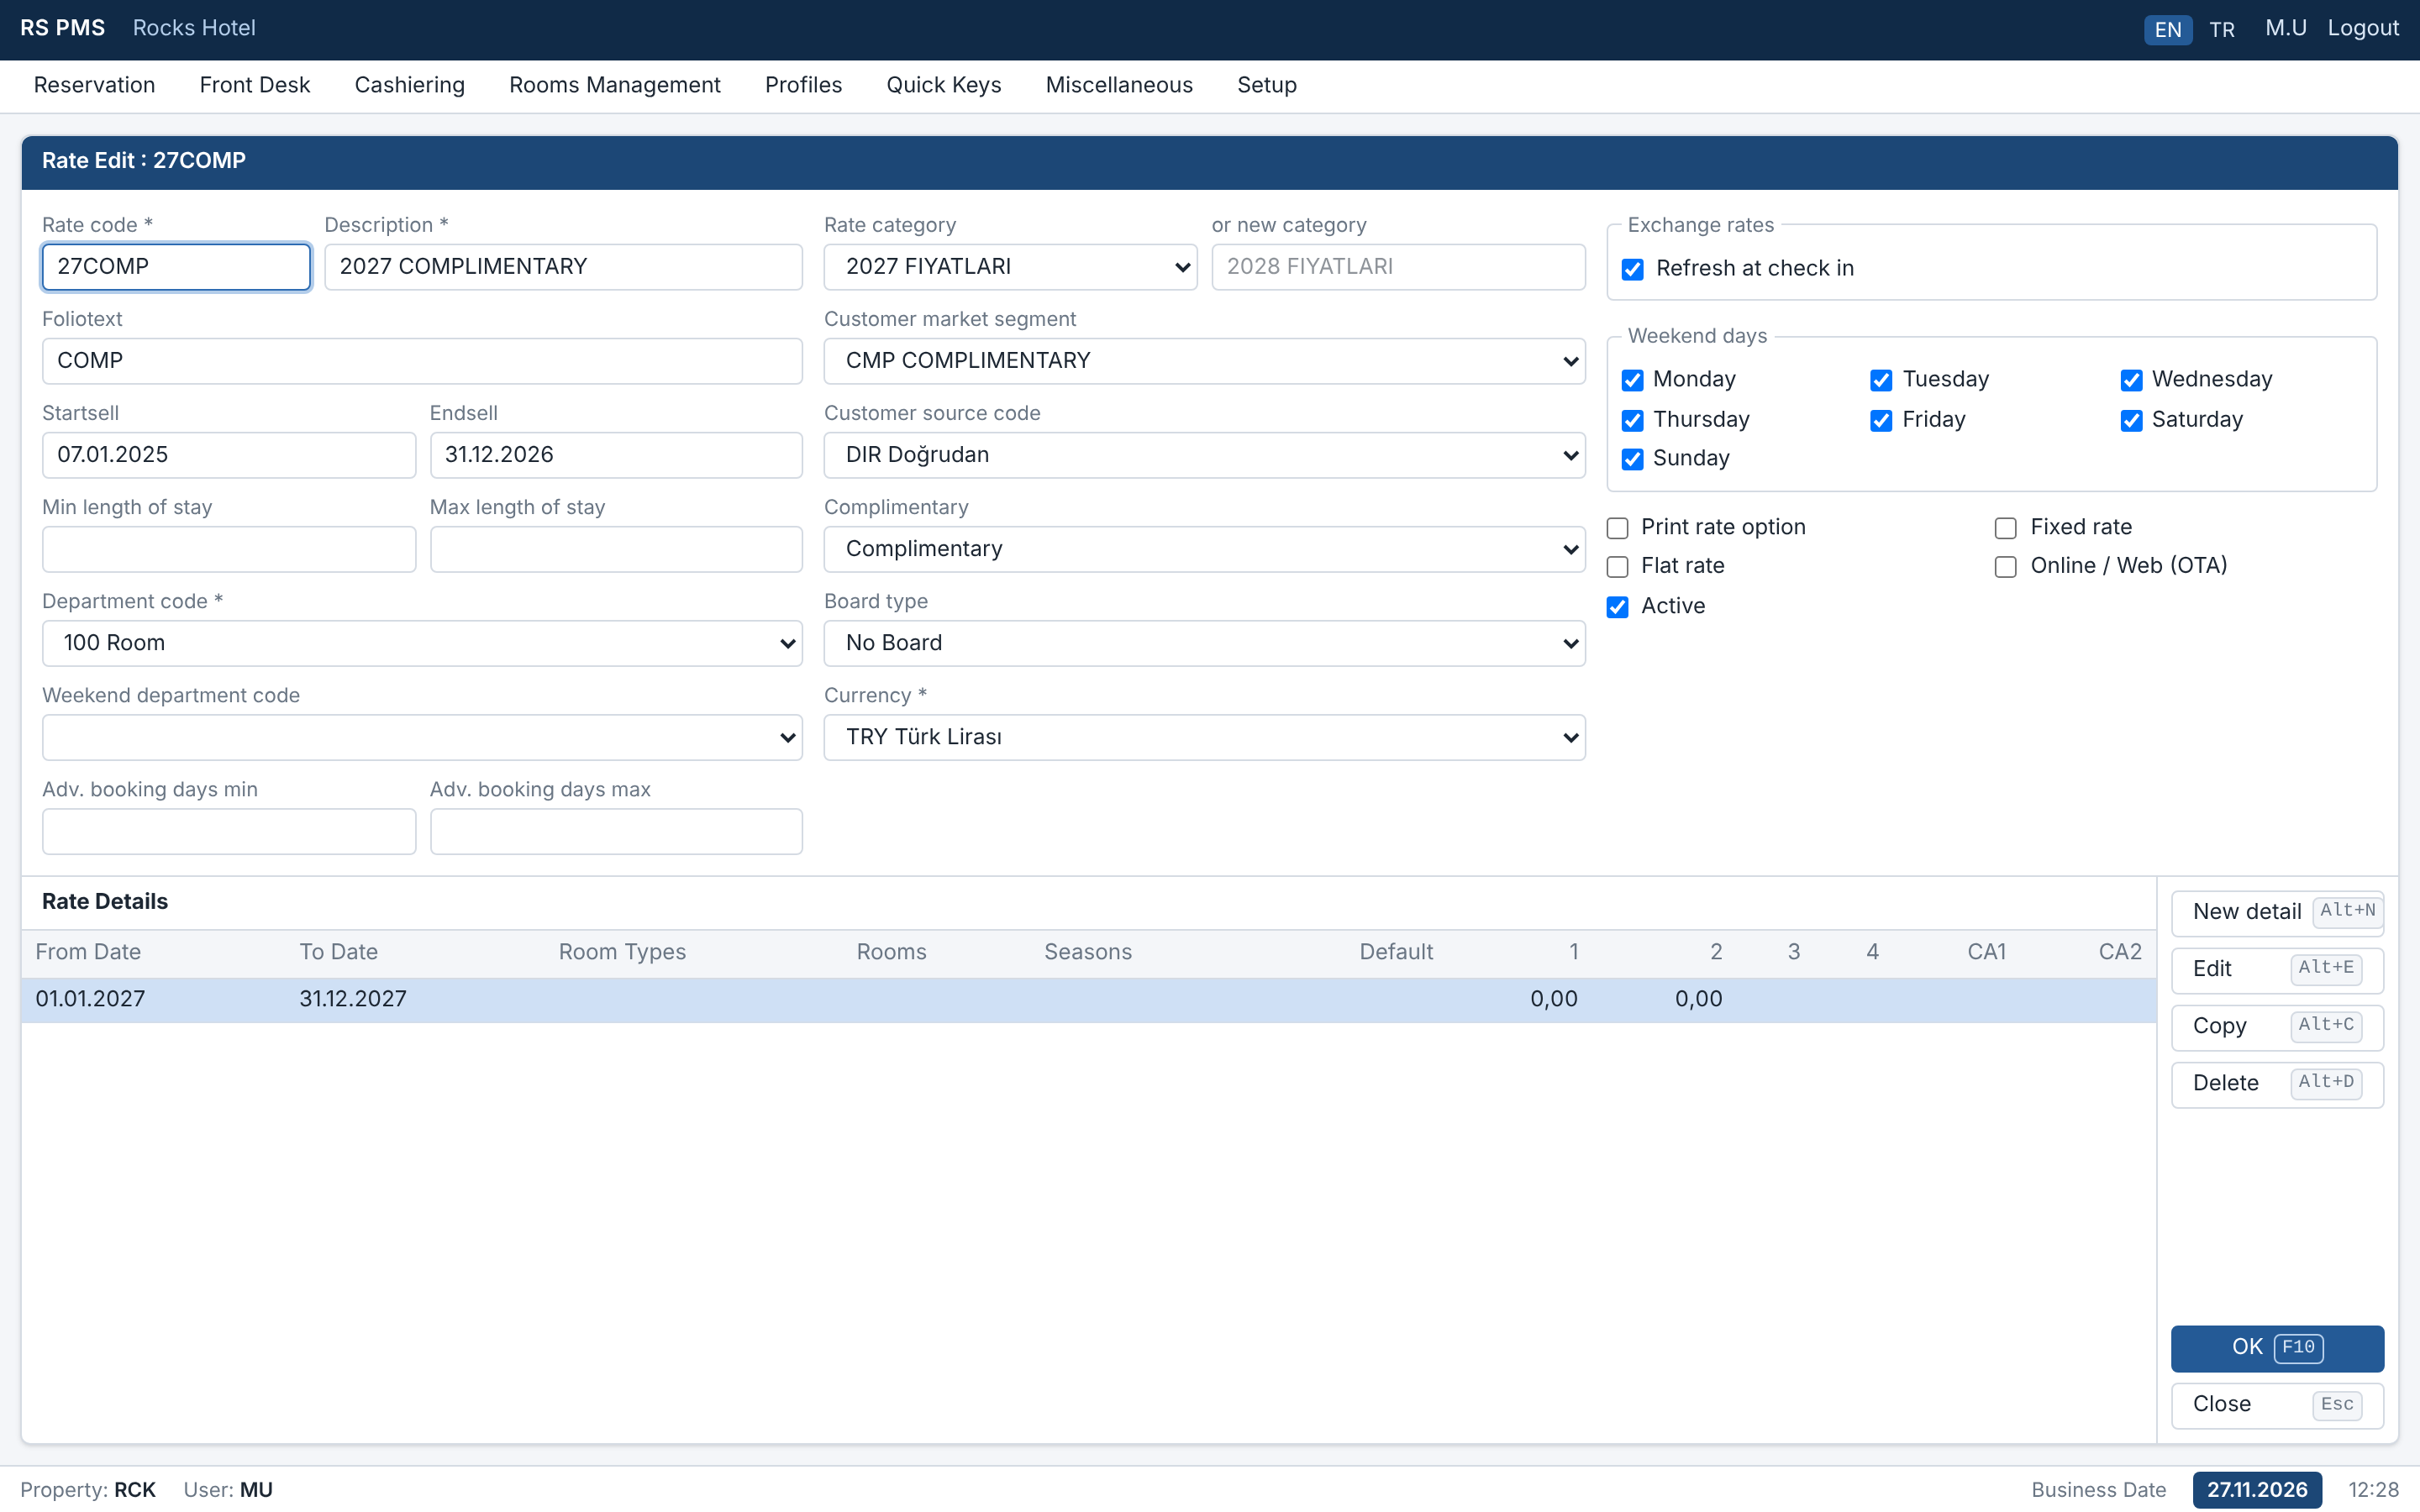 RS PMS Rocks Hotel EN TR M.U Logout
Reservation Front Desk Cashiering Rooms Management Profiles Quick Keys Miscellaneous Setup
Rate Edit : 27COMP
Rate code * Description * Rate category or new category Exchange rates
27COMP 2027 COMPLIMENTARY 2027 FIYATLARI 2028 FIYATLARI Refresh at check in
Foliotext Customer market segment Weekend days
COMP CMP COMPLIMENTARY Monday Tuesday Wednesday
Startsell Endsell Customer source code Thursday Friday Saturday
07.01.2025 31.12.2026 DIR Doğrudan Sunday
Min length of stay Max length of stay Complimentary Print rate option Fixed rate
Complimentary Flat rate Online / Web (OTA)
Department code * Board type Active
100 Room No Board
Weekend department code Currency *
TRY Türk Lirası
Adv. booking days min Adv. booking days max
Rate Details New detail Alt+N
From Date To Date Room Types Rooms Seasons Default 1 2 3 4 CA1 CA2 Edit Alt+E
01.01.2027 31.12.2027 0,00 0,00
Copy Alt+C
Delete Alt+D
OK F10
Close Esc
Property: RCK User: MU Business Date 27.11.2026 12:28